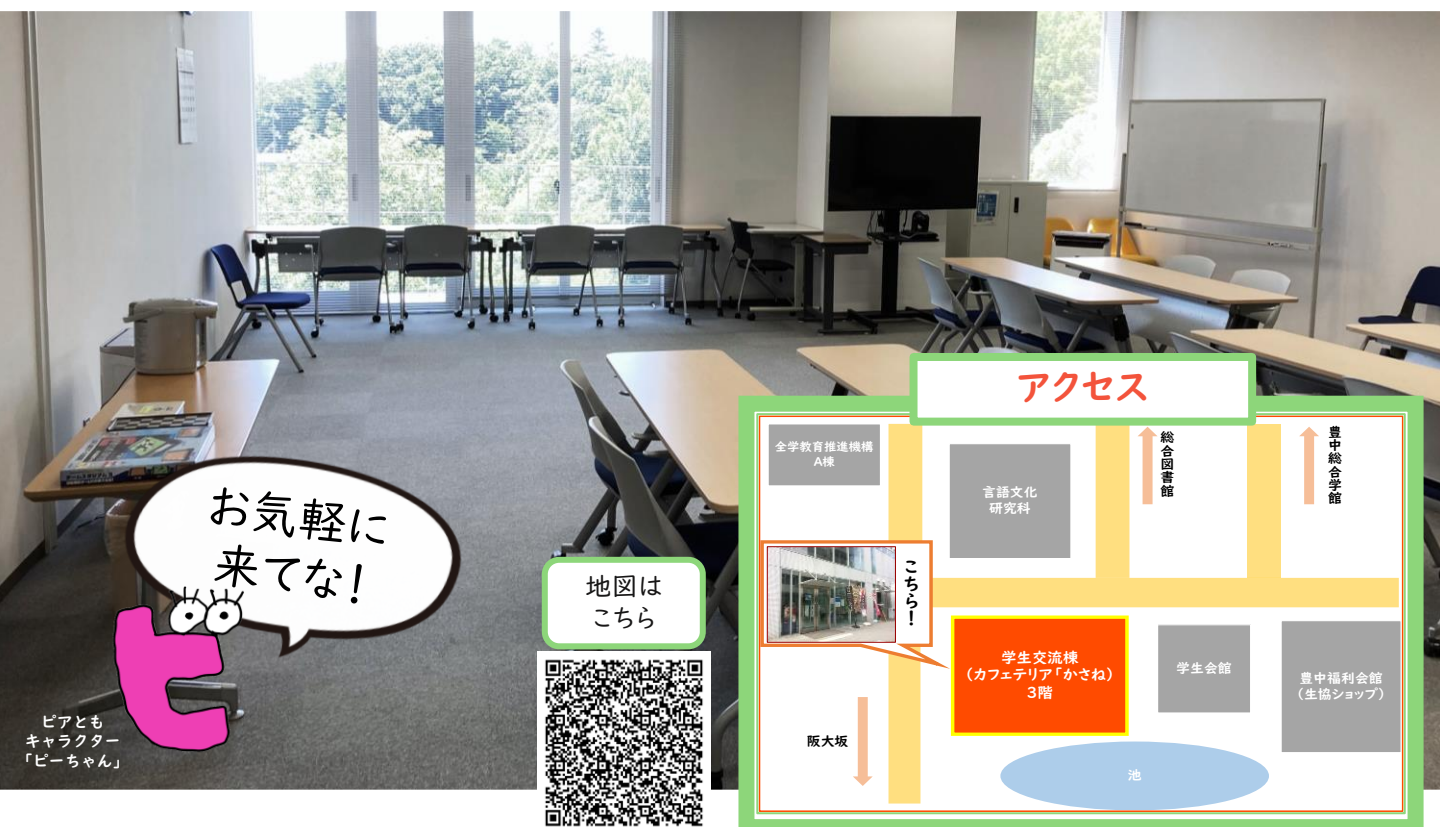 お気軽に
来てな！
ピアとも
キャラクター
「ピーちゃん」
地図は
こちら
アクセス
全学教育推進機構
A棟
言語文化
研究科
総合図書館
豊中総合学館
こちら！
学生交流棟
（カフェテリア「かさね）
3階
学生会館
豊中福利会館
（生協ショップ）
阪大坂
池